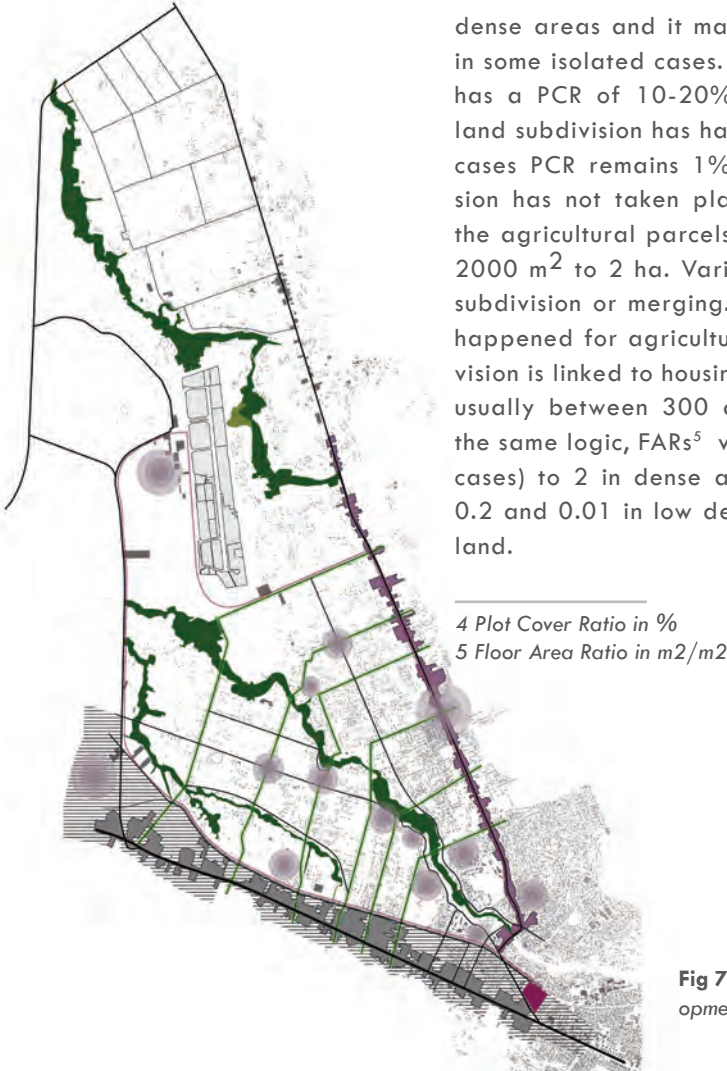 dense areas and it ma
in some isolated cases.
has a PCR of 10-20%
land subdivision has ha
cases PCR remains 1%
sion has not taken pla
the agricultural parcels
2000 m2 to 2 ha. Vari
subdivision or merging.
happened for agricultu
vision is linked to housin
usually between 300
the same logic, FARs5 v
cases) to 2 in dense a
0.2 and 0.01 in low de
land.
4 Plot Cover Ratio in %
5 Floor Area Ratio in m2/m2
Fig 7
opme